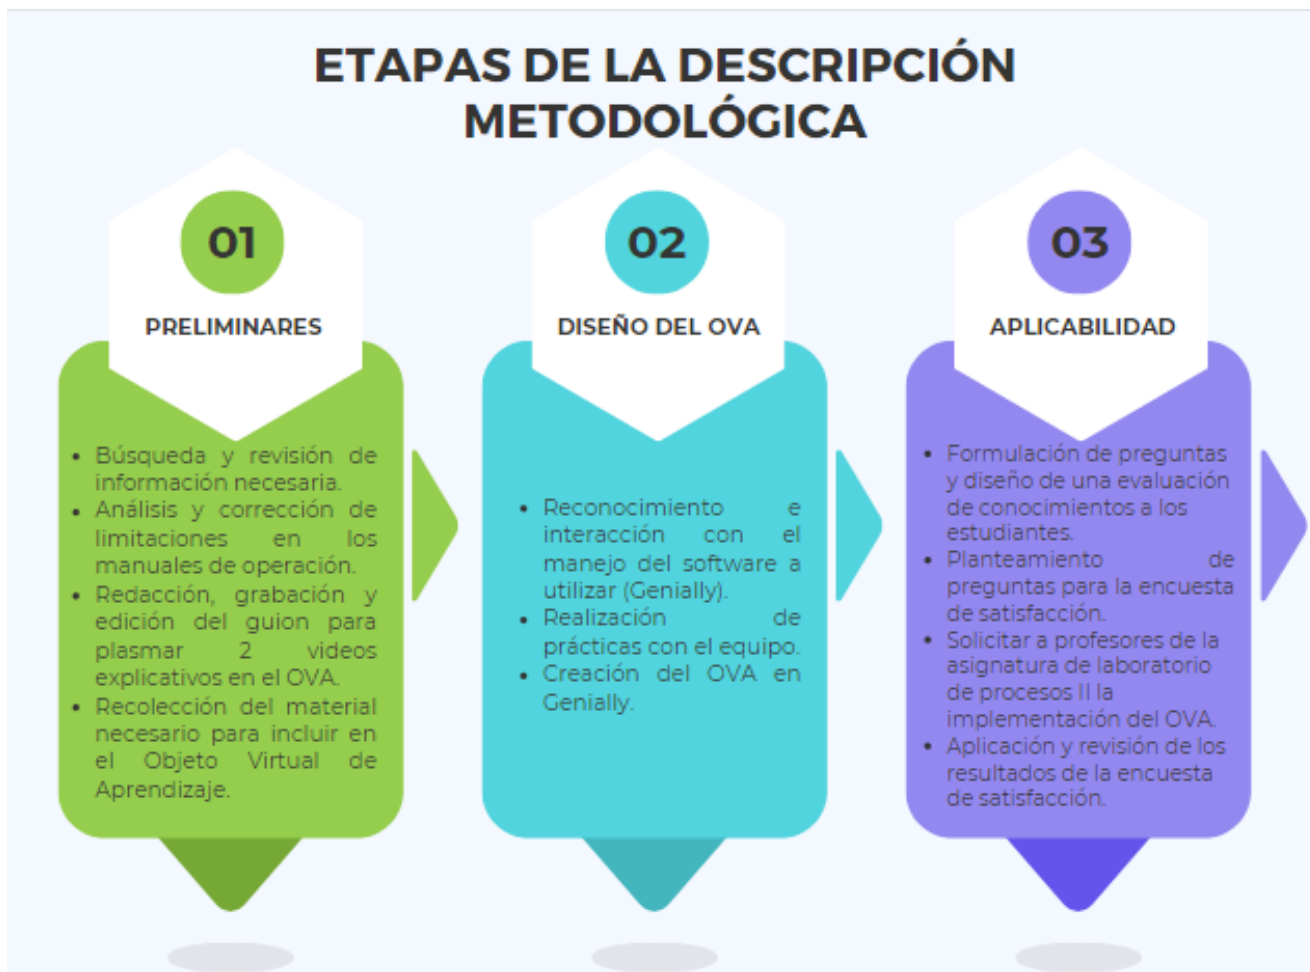 ETAPAS DE LA DESCRIPCIÓN
METODOLÓGICA
01
PRELIMINARES
• Búsqueda y revisión de
información necesaria.
• Análisis y corrección de
limitaciones en los
manuales de operación.
• Redacción, grabación y
edición del guion para
plasmar 2 videos
explicativos en el OVA.
• Recolección del material
necesario para incluir en
el Objeto Virtual de
Aprendizaje.
02
DISEÑO DEL OVA
• Reconocimiento e
interacción con el
manejo del software a
utilizar (Genially).
• Realización de
prácticas con el equipo.
• Creación del OVA en
Genially.
03
APLICABILIDAD
• Formulación de preguntas
y diseño de una evaluación
de conocimientos a los
estudiantes.
• Planteamiento de
preguntas para la encuesta
de satisfacción.
• Solicitar a profesores de la
asignatura de laboratorio
de procesos II la
implementación del OVA.
• Aplicación y revisión de los
resultados de la encuesta
de satisfacción.